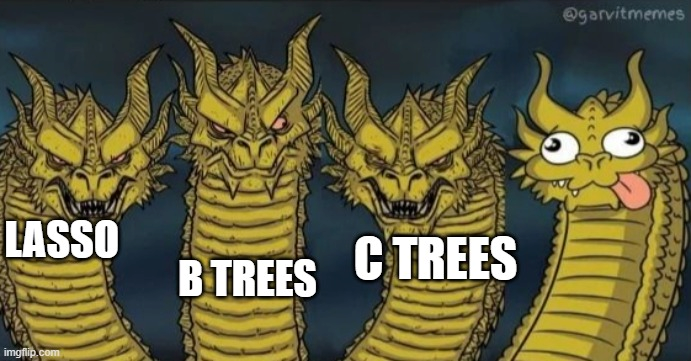 @garvitmemes
LASSO
B TREES
C TREES
imgflip.com